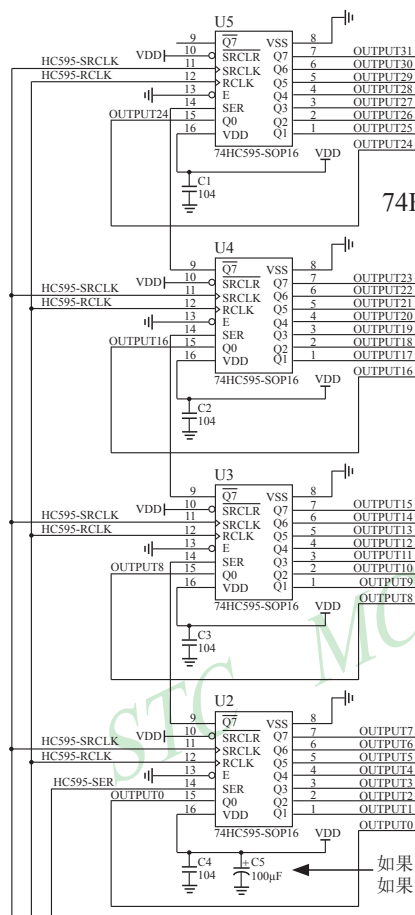 U5
9 Q7 VSS 8
VDD 10 SRCLR Q7 7 OUTPUT31
HC595-SRCLK 11 SRCLK Q6 6 OUTPUT30
HC595-RCLK 12 RCLK Q5 5 OUTPUT29
13 E Q4 4 OUTPUT28
14 SER Q3 3 OUTPUT27
OUTPUT24 15 Q0 Q2 2 OUTPUT26
16 VDD Q1 1 OUTPUT25
74HC595-SOP16 VDD OUTPUT24
C1
104
74H
U4
9 Q7 VSS 8
VDD 10 SRCLR Q7 7 OUTPUT23
HC595-SRCLK 11 SRCLK Q6 6 OUTPUT22
HC595-RCLK 12 RCLK Q5 5 OUTPUT21
13 E Q4 4 OUTPUT20
14 SER Q3 3 OUTPUT19
OUTPUT16 15 Q0 Q2 2 OUTPUT18
16 VDD Q1 1 OUTPUT17
74HC595-SOP16 VDD OUTPUT16
C2
104
U3
9 Q7 VSS 8
VDD 10 SRCLR Q7 7 OUTPUT15
HC595-SRCLK 11 SRCLK Q6 6 OUTPUT14
HC595-RCLK 12 RCLK Q5 5 OUTPUT13
13 E Q4 4 OUTPUT12
14 SER Q3 3 OUTPUT11
OUTPUT8 15 Q0 Q2 2 OUTPUT10
16 VDD Q1 1 OUTPUT9
74HC595-SOP16 VDD OUTPUT8
C3
104
STC MC
U2
9 Q7 VSS 8
VDD 10 SRCLR Q7 7 OUTPUT7
HC595-SRCLK 11 SRCLK Q6 6 OUTPUT6
HC595-RCLK 12 RCLK Q5 5 OUTPUT5
13 E Q4 4 OUTPUT4
HC595-SER 14 SER Q3 3 OUTPUT3
OUTPUT0 15 Q0 Q2 2 OUTPUT2
16 VDD Q1 1 OUTPUT1
74HC595-SOP16 VDD OUTPUT0
C4
104
+C5
100μF
如果
如果